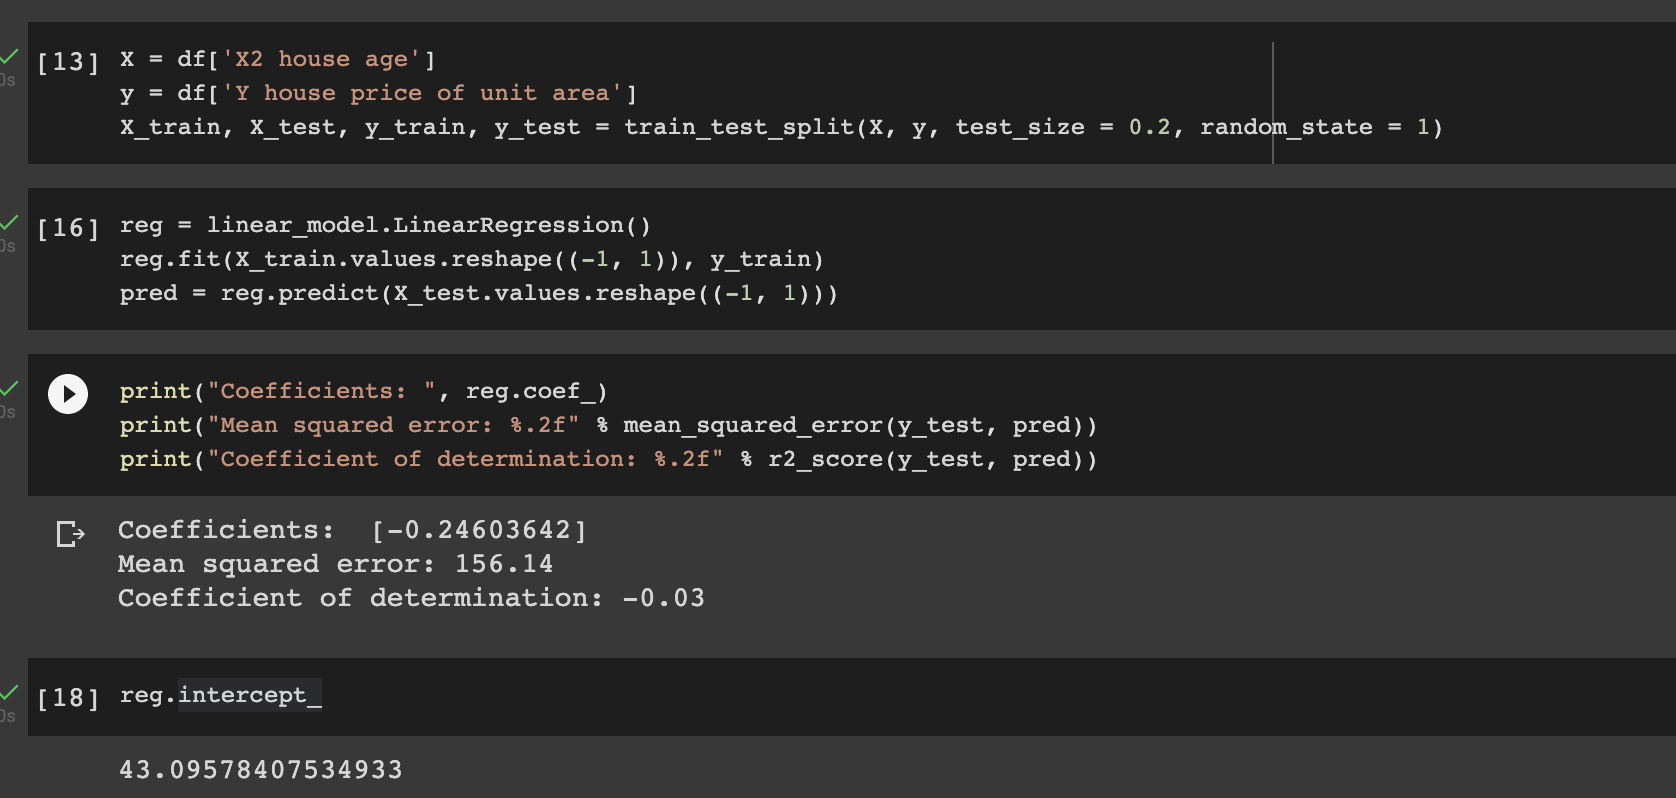 [13] X = df['X2 house age']
y = df['Y house price of unit area']
X_train, X_test, y_train, y_test = train_test_split(X, y, test_size = 0.2, random_state = 1)
0s
[16] reg = linear_model.LinearRegression()
reg.fit(X_train.values.reshape((-1, 1)), y_train)
pred = reg.predict(X_test.values.reshape((-1, 1)))
0s
print("Coefficients: ", reg.coef_)
print("Mean squared error: %.2f" % mean_squared_error(y_test, pred))
print("Coefficient of determination: %.2f" % r2_score(y_test, pred))
0s
Coefficients:  [-0.24603642]
Mean squared error: 156.14
Coefficient of determination: -0.03
[18] reg.intercept_
0s
43.09578407534933